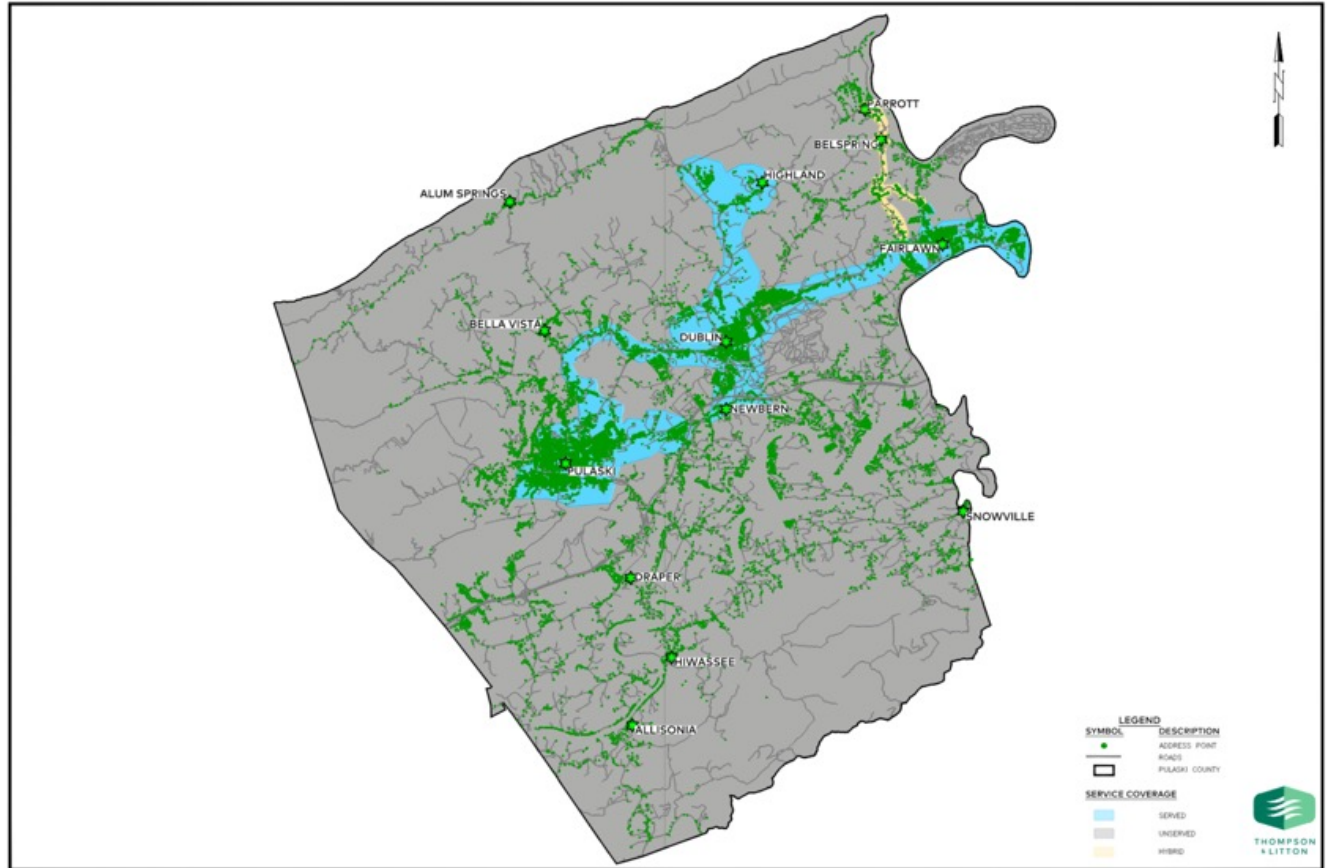 PARROTT
BELSPRING
HIGHLAND
ALUM SPRINGS
FAIRLAWN
BELLA VISTA
DUBLIN
NEWBERN
PULASKI
SNOWVILLE
DRAPER
HIWASSEE
ALLISONIA
N
LEGEND
SYMBOL DESCRIPTION
ADDRESS POINT
ROADS
PULASKI COUNTY
SERVICE COVERAGE
SERVED
UNSERVED
HYBRID
THOMPSON
& LITTON